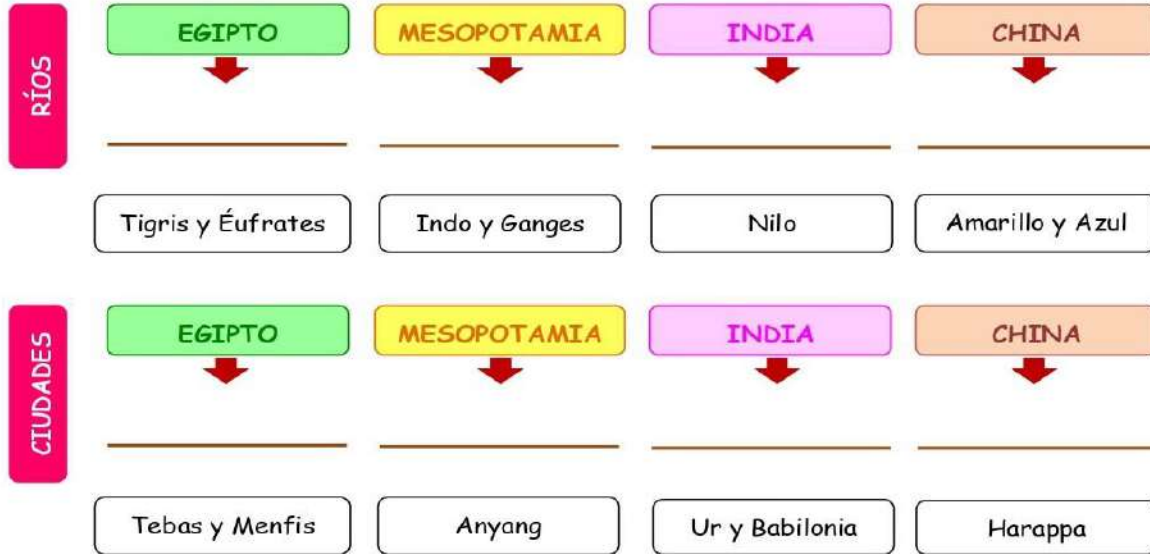 RÍOS
EGIPTO MESOPOTAMIA INDIA CHINA
Tigris y Éufrates Indo y Ganges Nilo Amarillo y Azul
CIUDADES
EGIPTO MESOPOTAMIA INDIA CHINA
Tebas y Menfis Anyang Ur y Babilonia Harappa